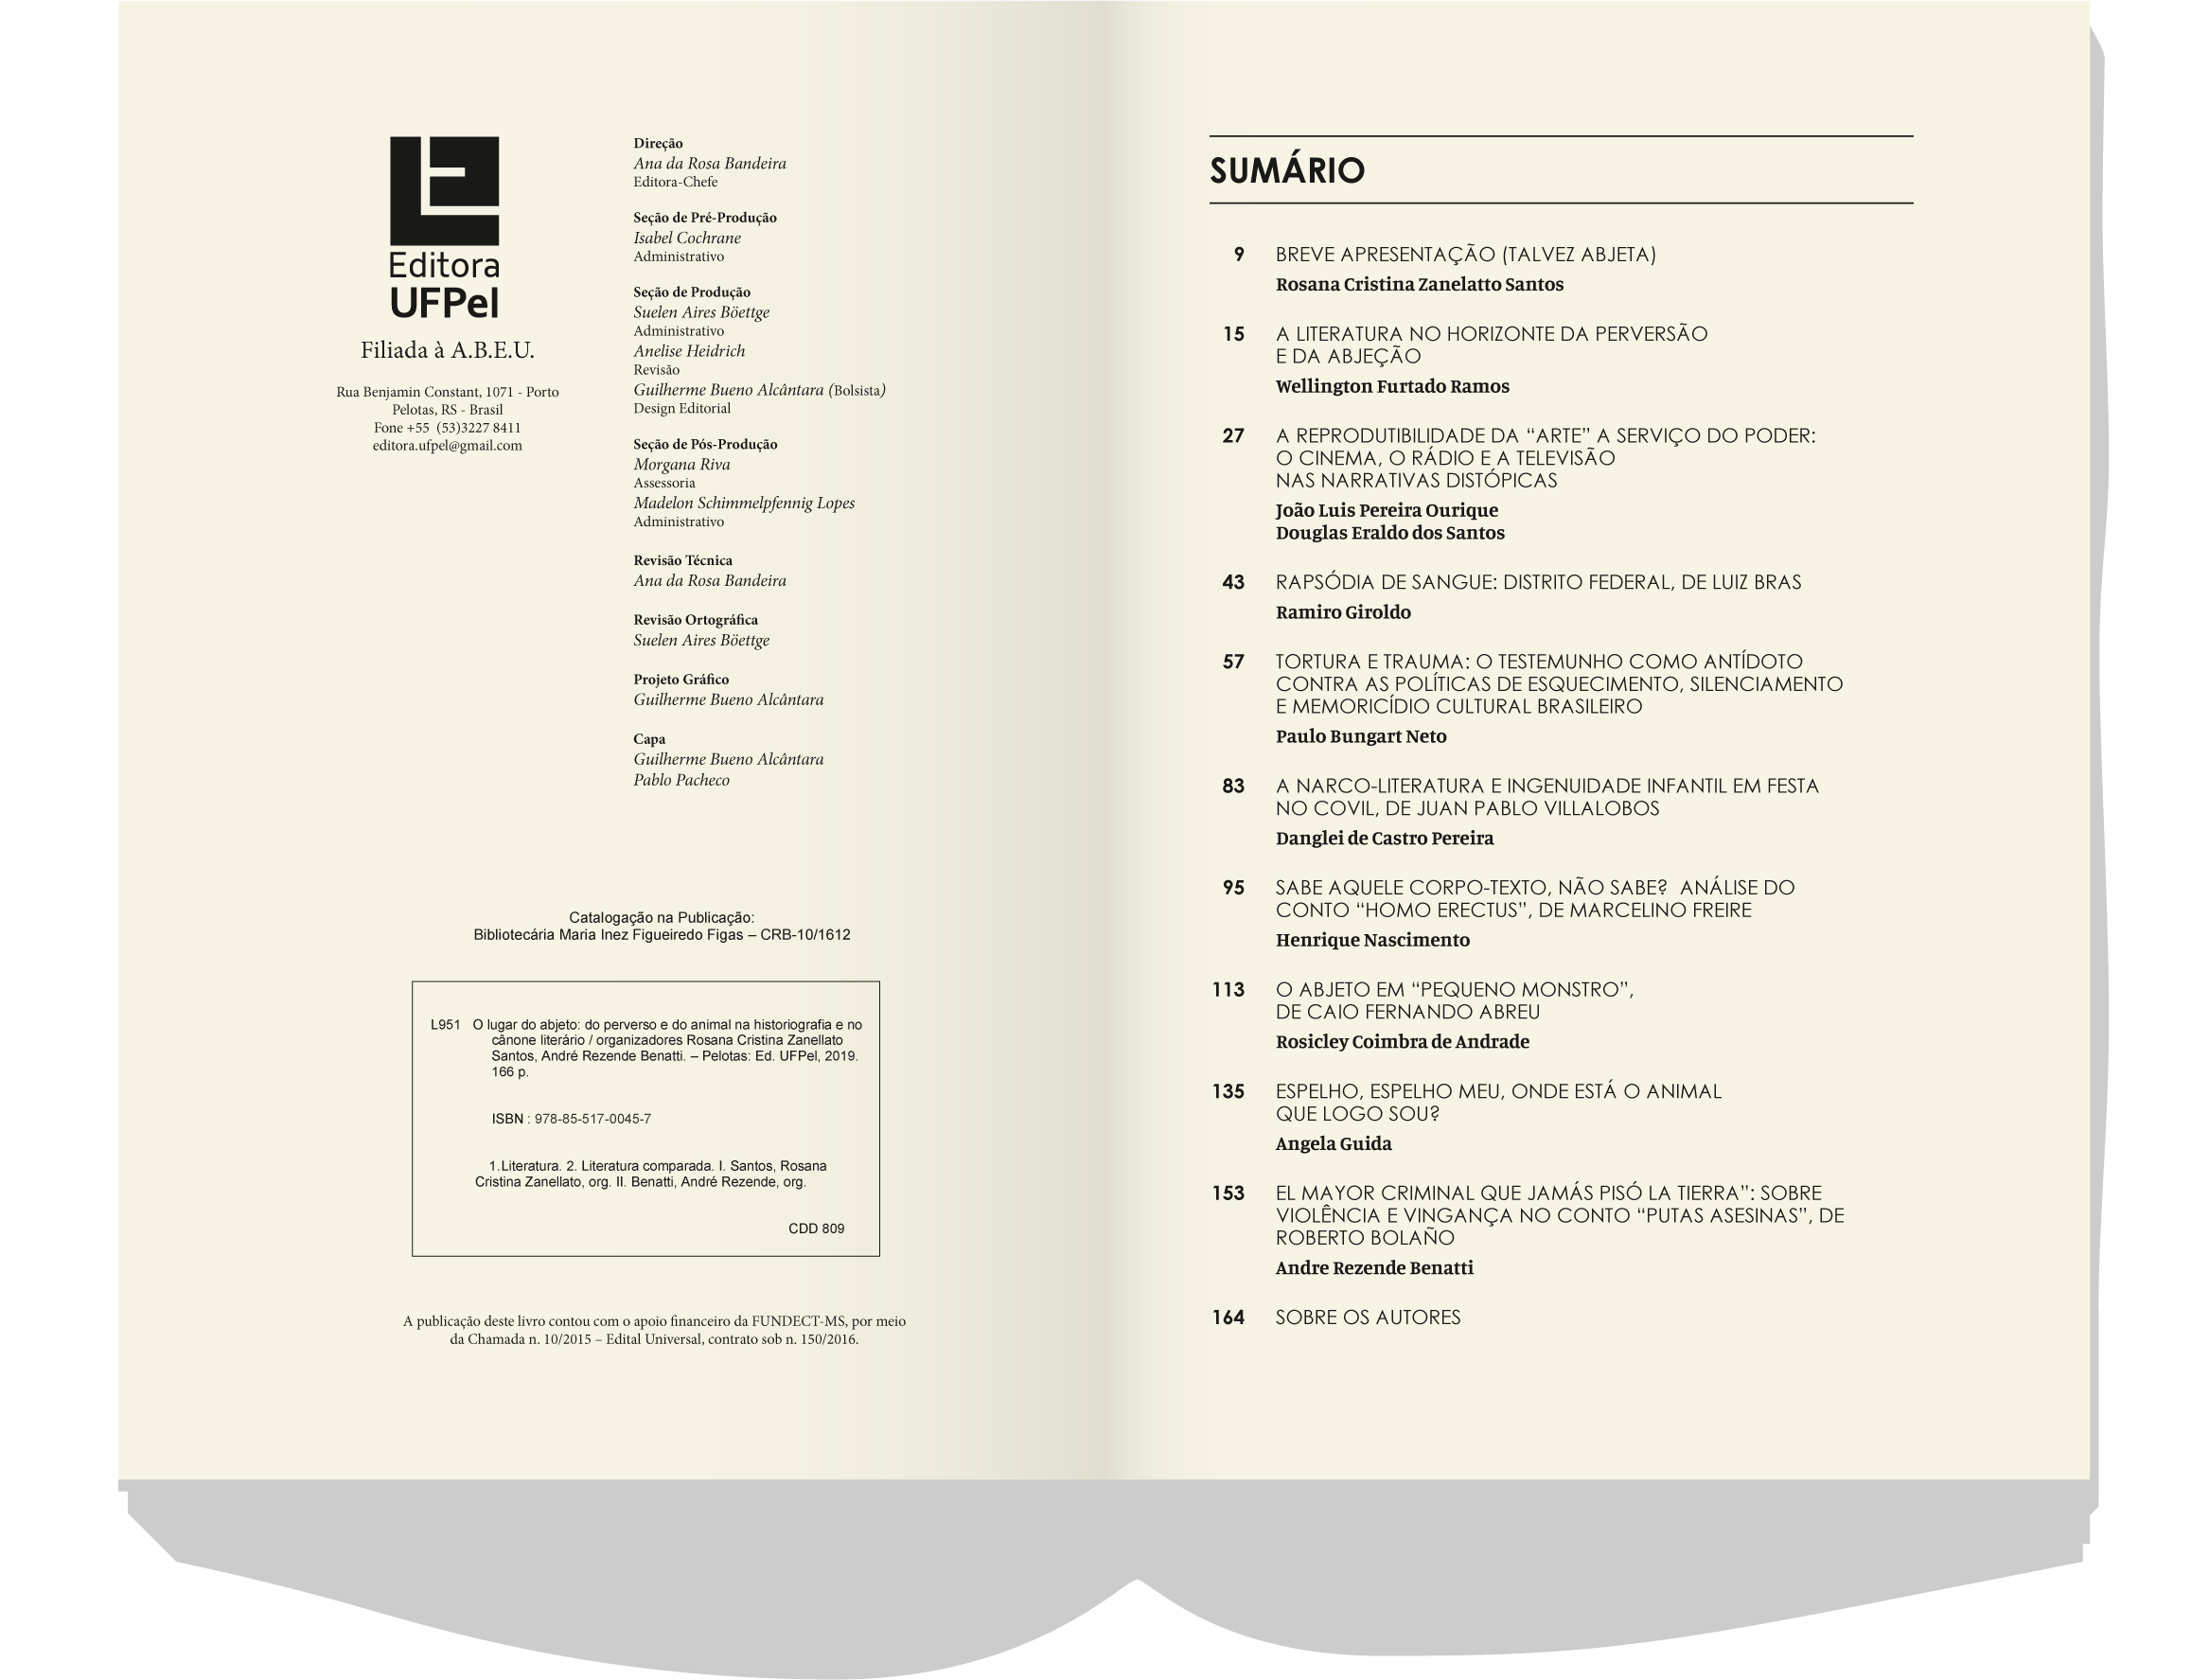 Editora
UFPel
Filiada à A.B.E.U.
Rua Benjamin Constant, 1071 - Porto
Pelotas, RS - Brasil
Fone +55 (53)3227 8411
editora.ufpel@gmail.com
Direção
Ana da Rosa Bandeira
Editora-Chefe
Seção de Pré-Produção
Isabel Cochrane
Administrativo
Seção de Produção
Suelen Aires Böettge
Administrativo
Anelise Heidrich
Revisão
Guilherme Bueno Alcântara (Bolsista)
Design Editorial
Seção de Pós-Produção
Morgana Riva
Assessoria
Madelon Schimmelpfennig Lopes
Administrativo
Revisão Técnica
Ana da Rosa Bandeira
Revisão Ortográfica
Suelen Aires Böettge
Projeto Gráfico
Guilherme Bueno Alcântara
Capa
Guilherme Bueno Alcântara
Pablo Pacheco
Catalogação na Publicação:
Bibliotecária Maria Inez Figueiredo Figas – CRB-10/1612
L951 O lugar do abjeto: do perverso e do animal na historiografia e no
cânone literário / organizadores Rosana Cristina Zanellato
Santos, André Rezende Benatti. – Pelotas: Ed. UFPel, 2019.
166 p.
ISBN : 978-85-517-0045-7
1.Literatura. 2. Literatura comparada. I. Santos, Rosana
Cristina Zanellato, org. II. Benatti, André Rezende, org.
CDD 809
A publicação deste livro contou com o apoio financeiro da FUNDECT-MS, por meio
da Chamada n. 10/2015 – Edital Universal, contrato sob n. 150/2016.
SUMÁRIO
9 BREVE APRESENTAÇÃO (TALVEZ ABJETA)
Rosana Cristina Zanelatto Santos
15 A LITERATURA NO HORIZONTE DA PERVERSÃO
E DA ABJEÇÃO
Wellington Furtado Ramos
27 A REPRODUTIBILIDADE DA “ARTE” A SERVIÇO DO PODER:
O CINEMA, O RÁDIO E A TELEVISÃO
NAS NARRATIVAS DISTÓPICAS
João Luis Pereira Ourique
Douglas Eraldo dos Santos
43 RAPSÓDIA DE SANGUE: DISTRITO FEDERAL, DE LUIZ BRAS
Ramiro Giroldo
57 TORTURA E TRAUMA: O TESTEMUNHO COMO ANTÍDOTO
CONTRA AS POLÍTICAS DE ESQUECIMENTO, SILENCIAMENTO
E MEMORICÍDIO CULTURAL BRASILEIRO
Paulo Bungart Neto
83 A NARCO-LITERATURA E INGENUIDADE INFANTIL EM FESTA
NO COVIL, DE JUAN PABLO VILLALOBOS
Danglei de Castro Pereira
95 SABE AQUELE CORPO-TEXTO, NÃO SABE? ANÁLISE DO
CONTO “HOMO ERECTUS”, DE MARCELINO FREIRE
Henrique Nascimento
113 O ABJETO EM “PEQUENO MONSTRO”,
DE CAIO FERNANDO ABREU
Rosicley Coimbra de Andrade
135 ESPELHO, ESPELHO MEU, ONDE ESTÁ O ANIMAL
QUE LOGO SOU?
Angela Guida
153 EL MAYOR CRIMINAL QUE JAMÁS PISÓ LA TIERRA”: SOBRE
VIOLÊNCIA E VINGANÇA NO CONTO “PUTAS ASESINAS”, DE
ROBERTO BOLAÑO
Andre Rezende Benatti
164 SOBRE OS AUTORES